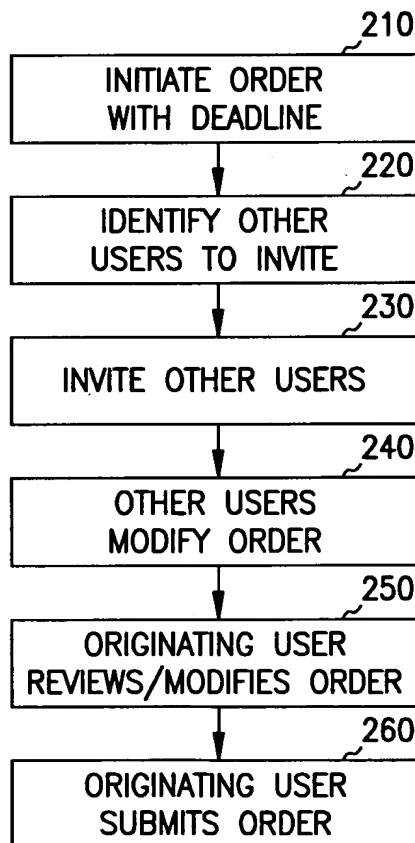 210
INITIATE ORDER
WITH DEADLINE
220
IDENTIFY OTHER
USERS TO INVITE
230
INVITE OTHER USERS
240
OTHER USERS
MODIFY ORDER
250
ORIGINATING USER
REVIEWS/MODIFIES ORDER
260
ORIGINATING USER
SUBMITS ORDER